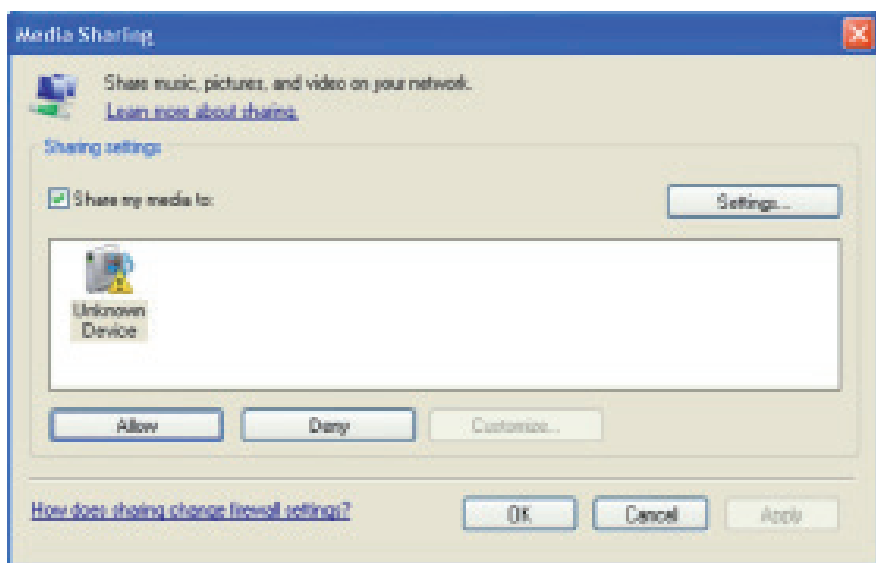 Media Sharing
Share music, pictures, and video on your network.
Learn more about sharing.
Sharing settings
Share my media to:
Settings...
Unknown
Device
Allow
Deny
Customize...
How does sharing change firewall settings?
OK
Cancel
Apply